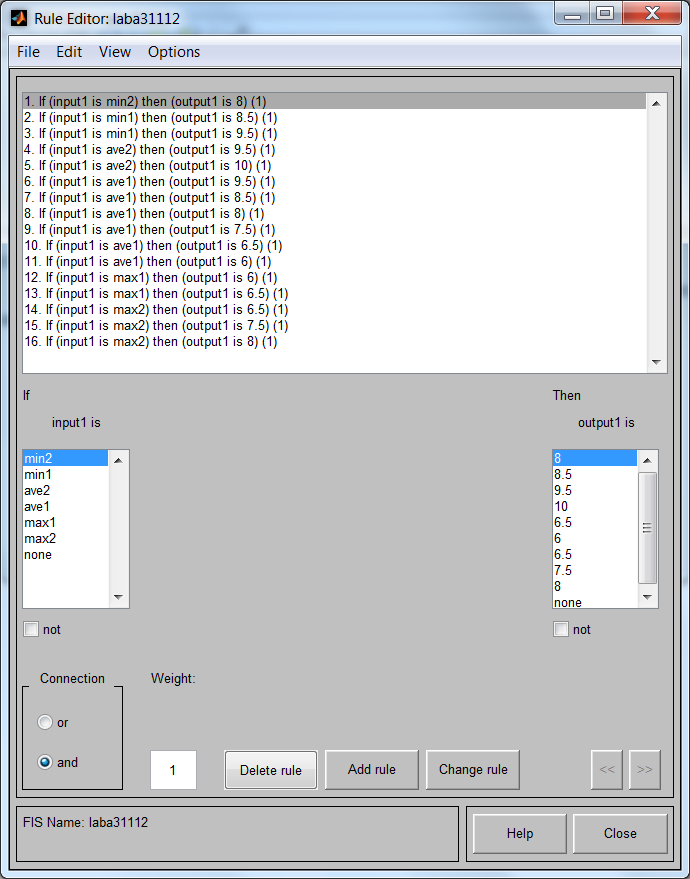 Rule Editor: laba31112
File Edit View Options
1. If (input1 is min2) then (output1 is 8) (1)
2. If (input1 is min1) then (output1 is 8.5) (1)
3. If (input1 is min1) then (output1 is 9.5) (1)
4. If (input1 is ave2) then (output1 is 9.5) (1)
5. If (input1 is ave2) then (output1 is 10) (1)
6. If (input1 is ave1) then (output1 is 9.5) (1)
7. If (input1 is ave1) then (output1 is 8.5) (1)
8. If (input1 is ave1) then (output1 is 8) (1)
9. If (input1 is ave1) then (output1 is 7.5) (1)
10. If (input1 is ave1) then (output1 is 6.5) (1)
11. If (input1 is ave1) then (output1 is 6) (1)
12. If (input1 is max1) then (output1 is 6) (1)
13. If (input1 is max1) then (output1 is 6.5) (1)
14. If (input1 is max2) then (output1 is 6.5) (1)
15. If (input1 is max2) then (output1 is 7.5) (1)
16. If (input1 is max2) then (output1 is 8) (1)
If
input1 is
min2
min1
ave2
ave1
max1
max2
none
not
Then
output1 is
8
8.5
9.5
10
6.5
6
6.5
7.5
8
none
not
Connection
or
and
Weight:
1
Delete rule
Add rule
Change rule
<<
>>
FIS Name: laba31112
Help
Close